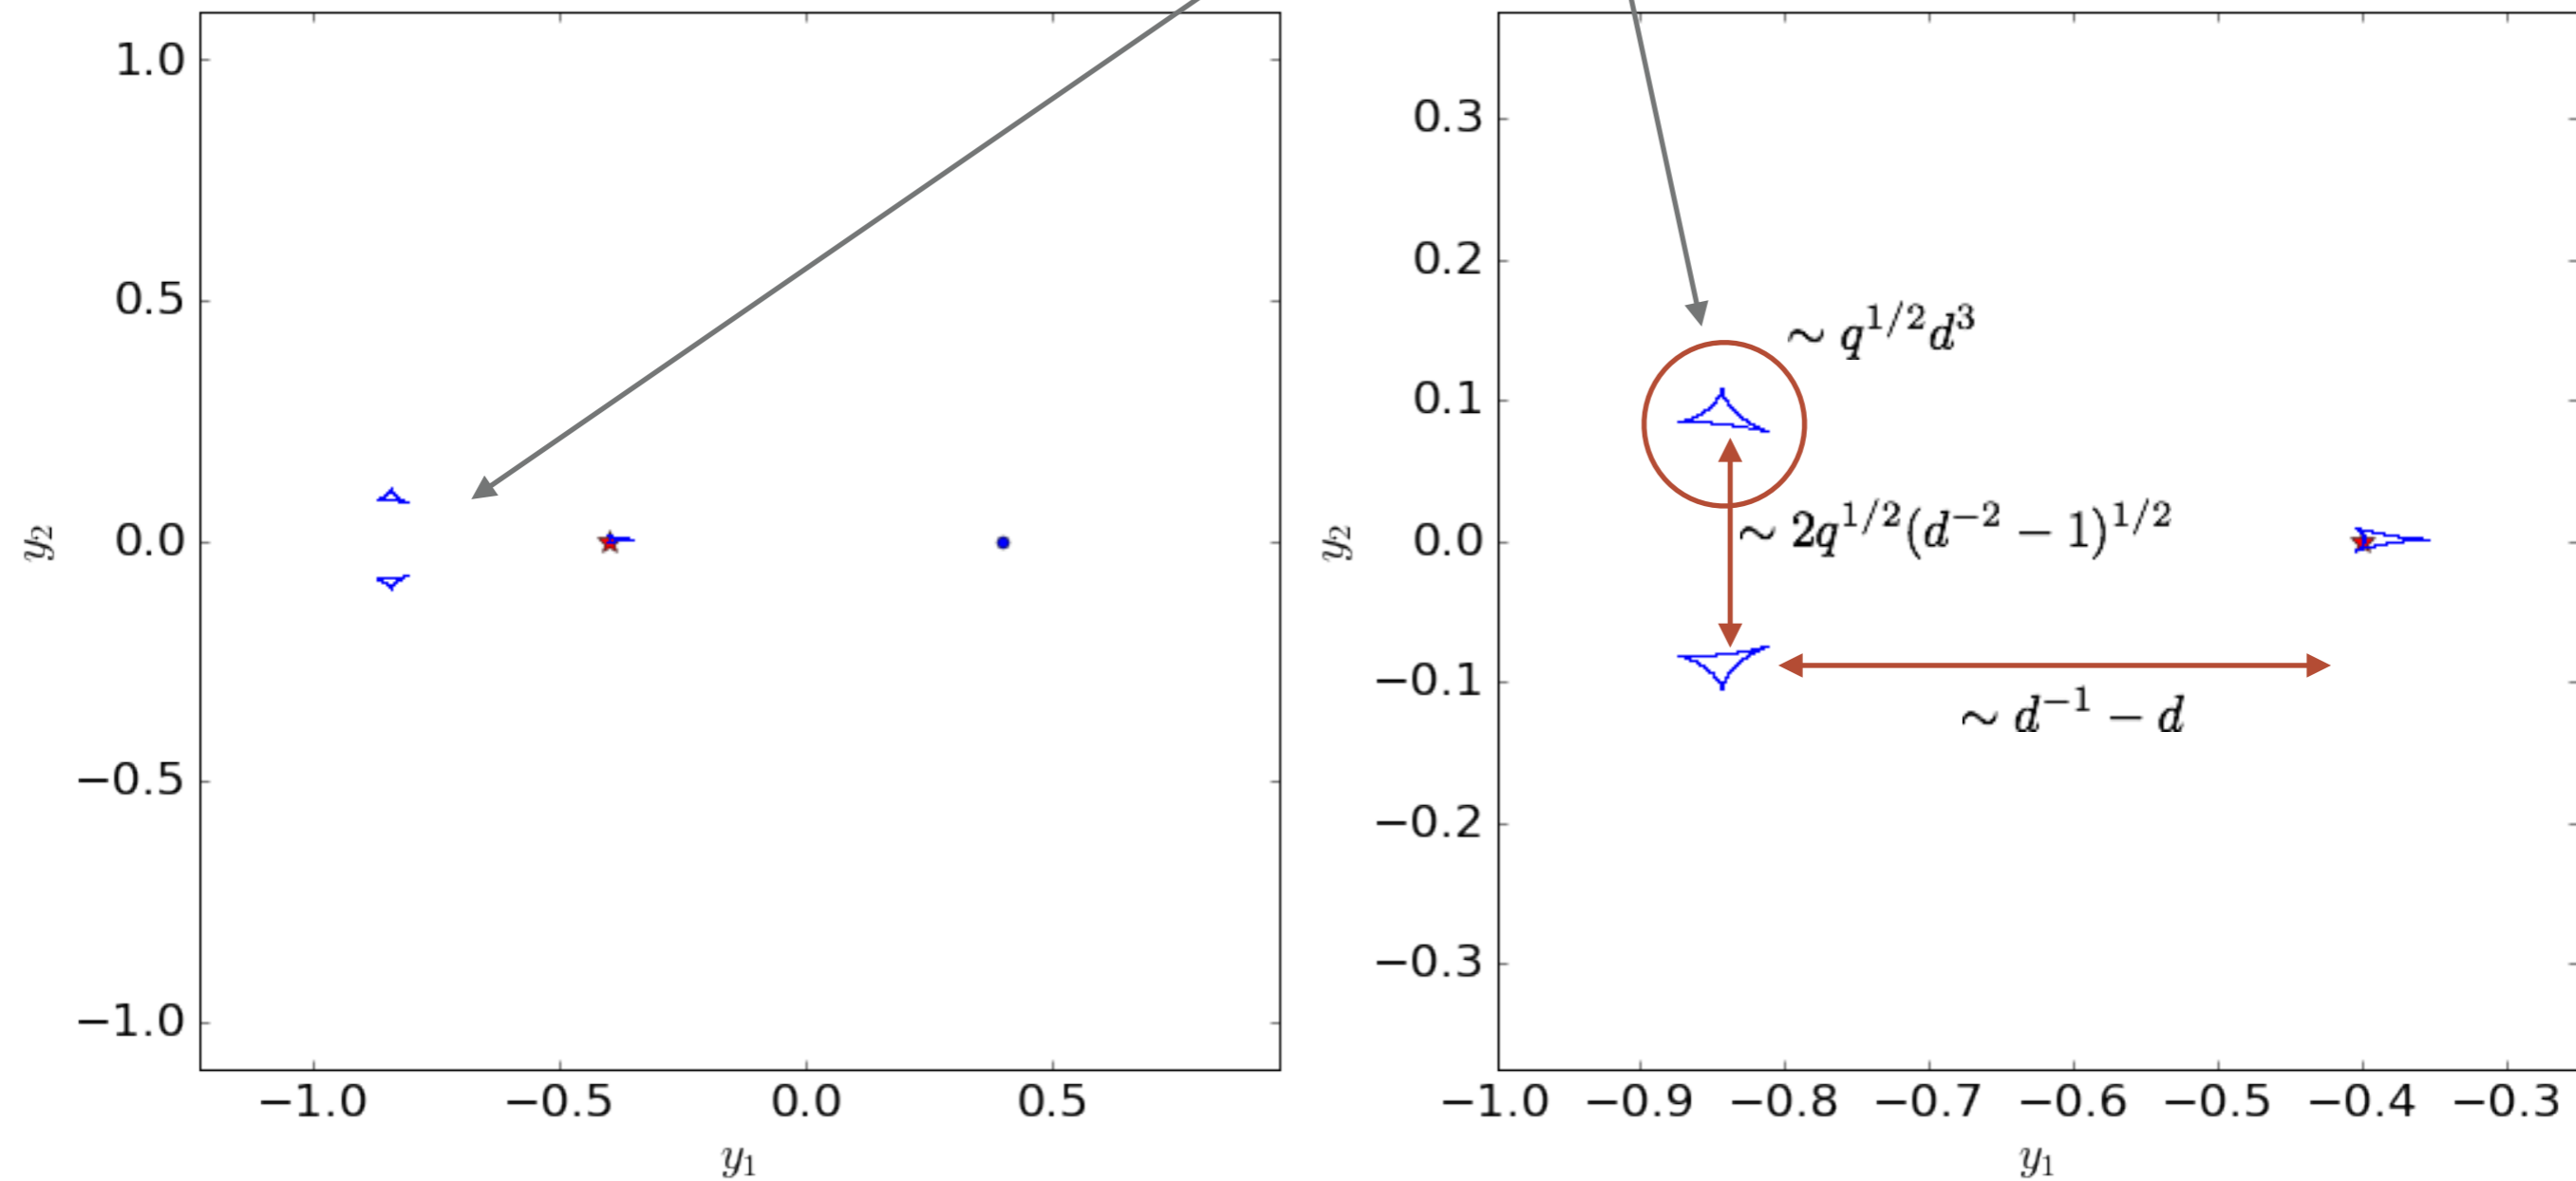 1.0
0.5
0.0
−0.5
−1.0
y₂
−1.0 −0.5 0.0 0.5
y₁
0.3
0.2
0.1
0.0
−0.1
−0.2
−0.3
y₂
∼ q^{1/2}d^3
∼ 2q^{1/2}(d^{−2} − 1)^{1/2}
∼ d^{−1} − d
−1.0 −0.9 −0.8 −0.7 −0.6 −0.5 −0.4 −0.3
y₁